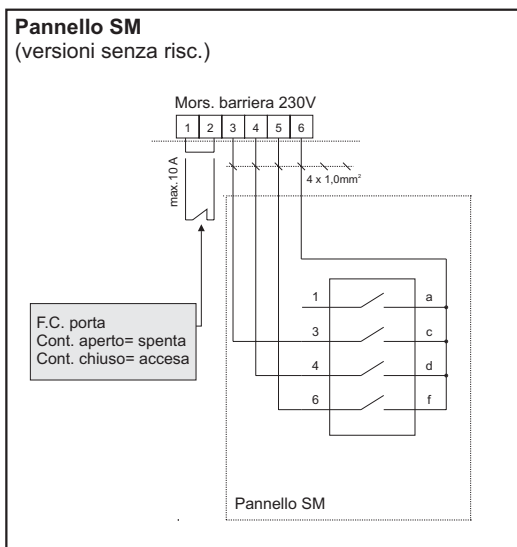 Pannello SM
(versioni senza risc.)
Mors. barriera 230V
1 2 3 4 5 6
max.10 A
4 x 1,0mm²
F.C. porta
Cont. aperto= spenta
Cont. chiuso= accesa
1 a
3 c
4 d
6 f
Pannello SM